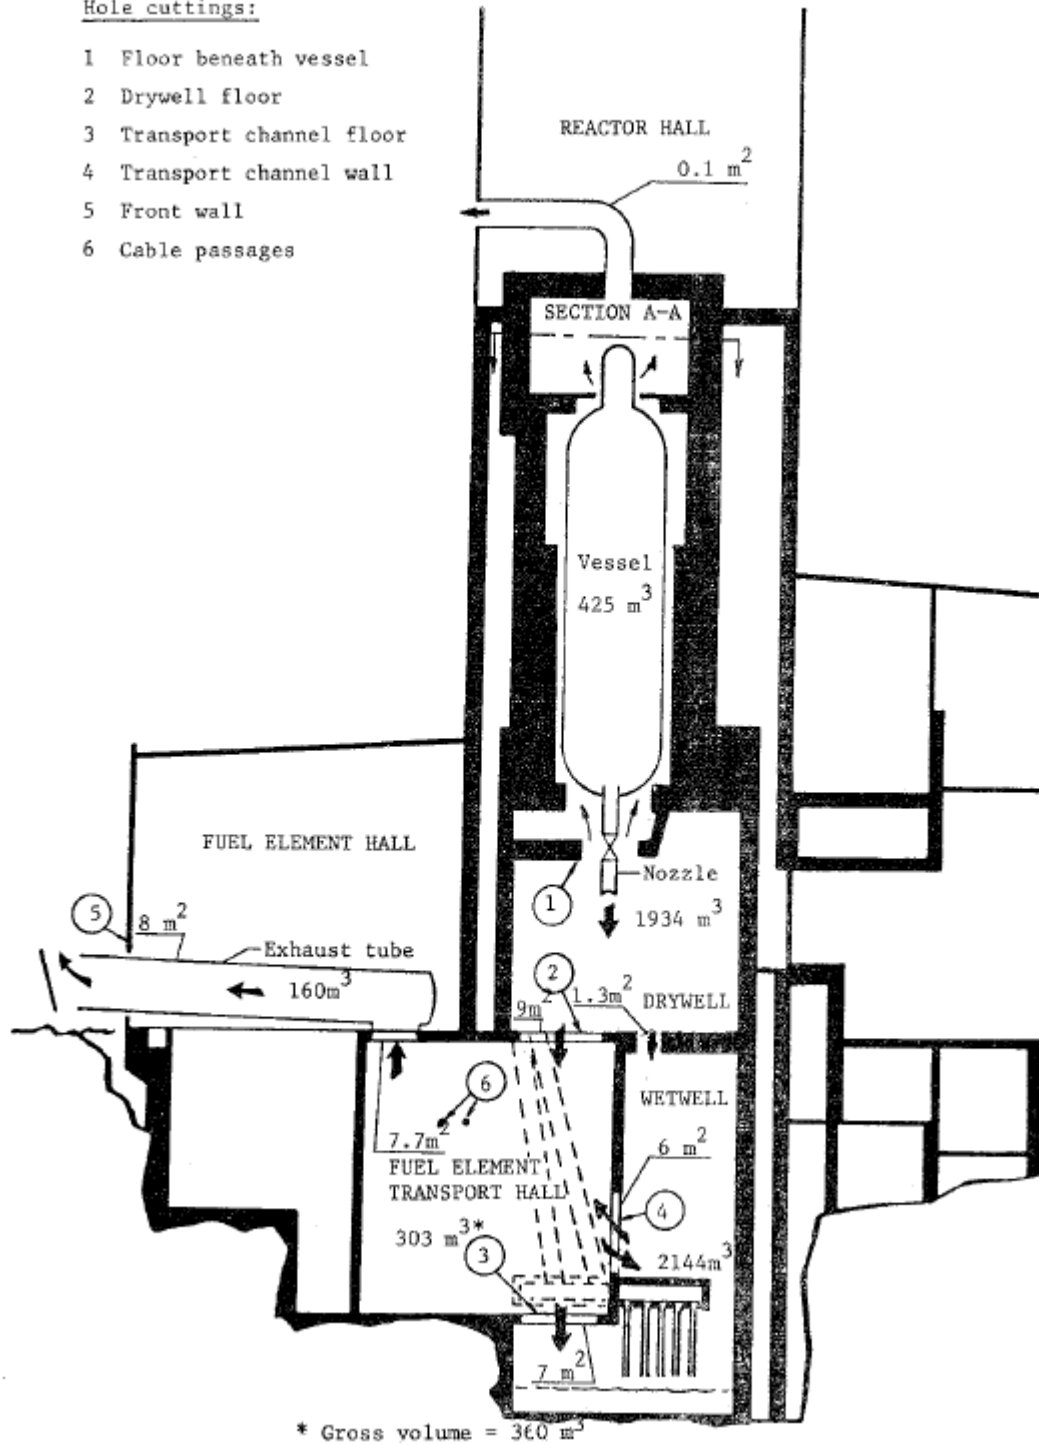 Hole cuttings:
1 Floor beneath vessel
2 Drywell floor
3 Transport channel floor
4 Transport channel wall
5 Front wall
6 Cable passages
REACTOR HALL
0.1 m²
SECTION A-A
Vessel
425 m³
FUEL ELEMENT HALL
Nozzle
1
1934 m³
5
8 m²
Exhaust tube
160m³
2
9m²
1.3m²
DRYWELL
6
WETWELL
7.7m²
6 m²
FUEL ELEMENT
TRANSPORT HALL
4
303 m³*
3
2144m³
7 m²
* Gross volume = 360 m³